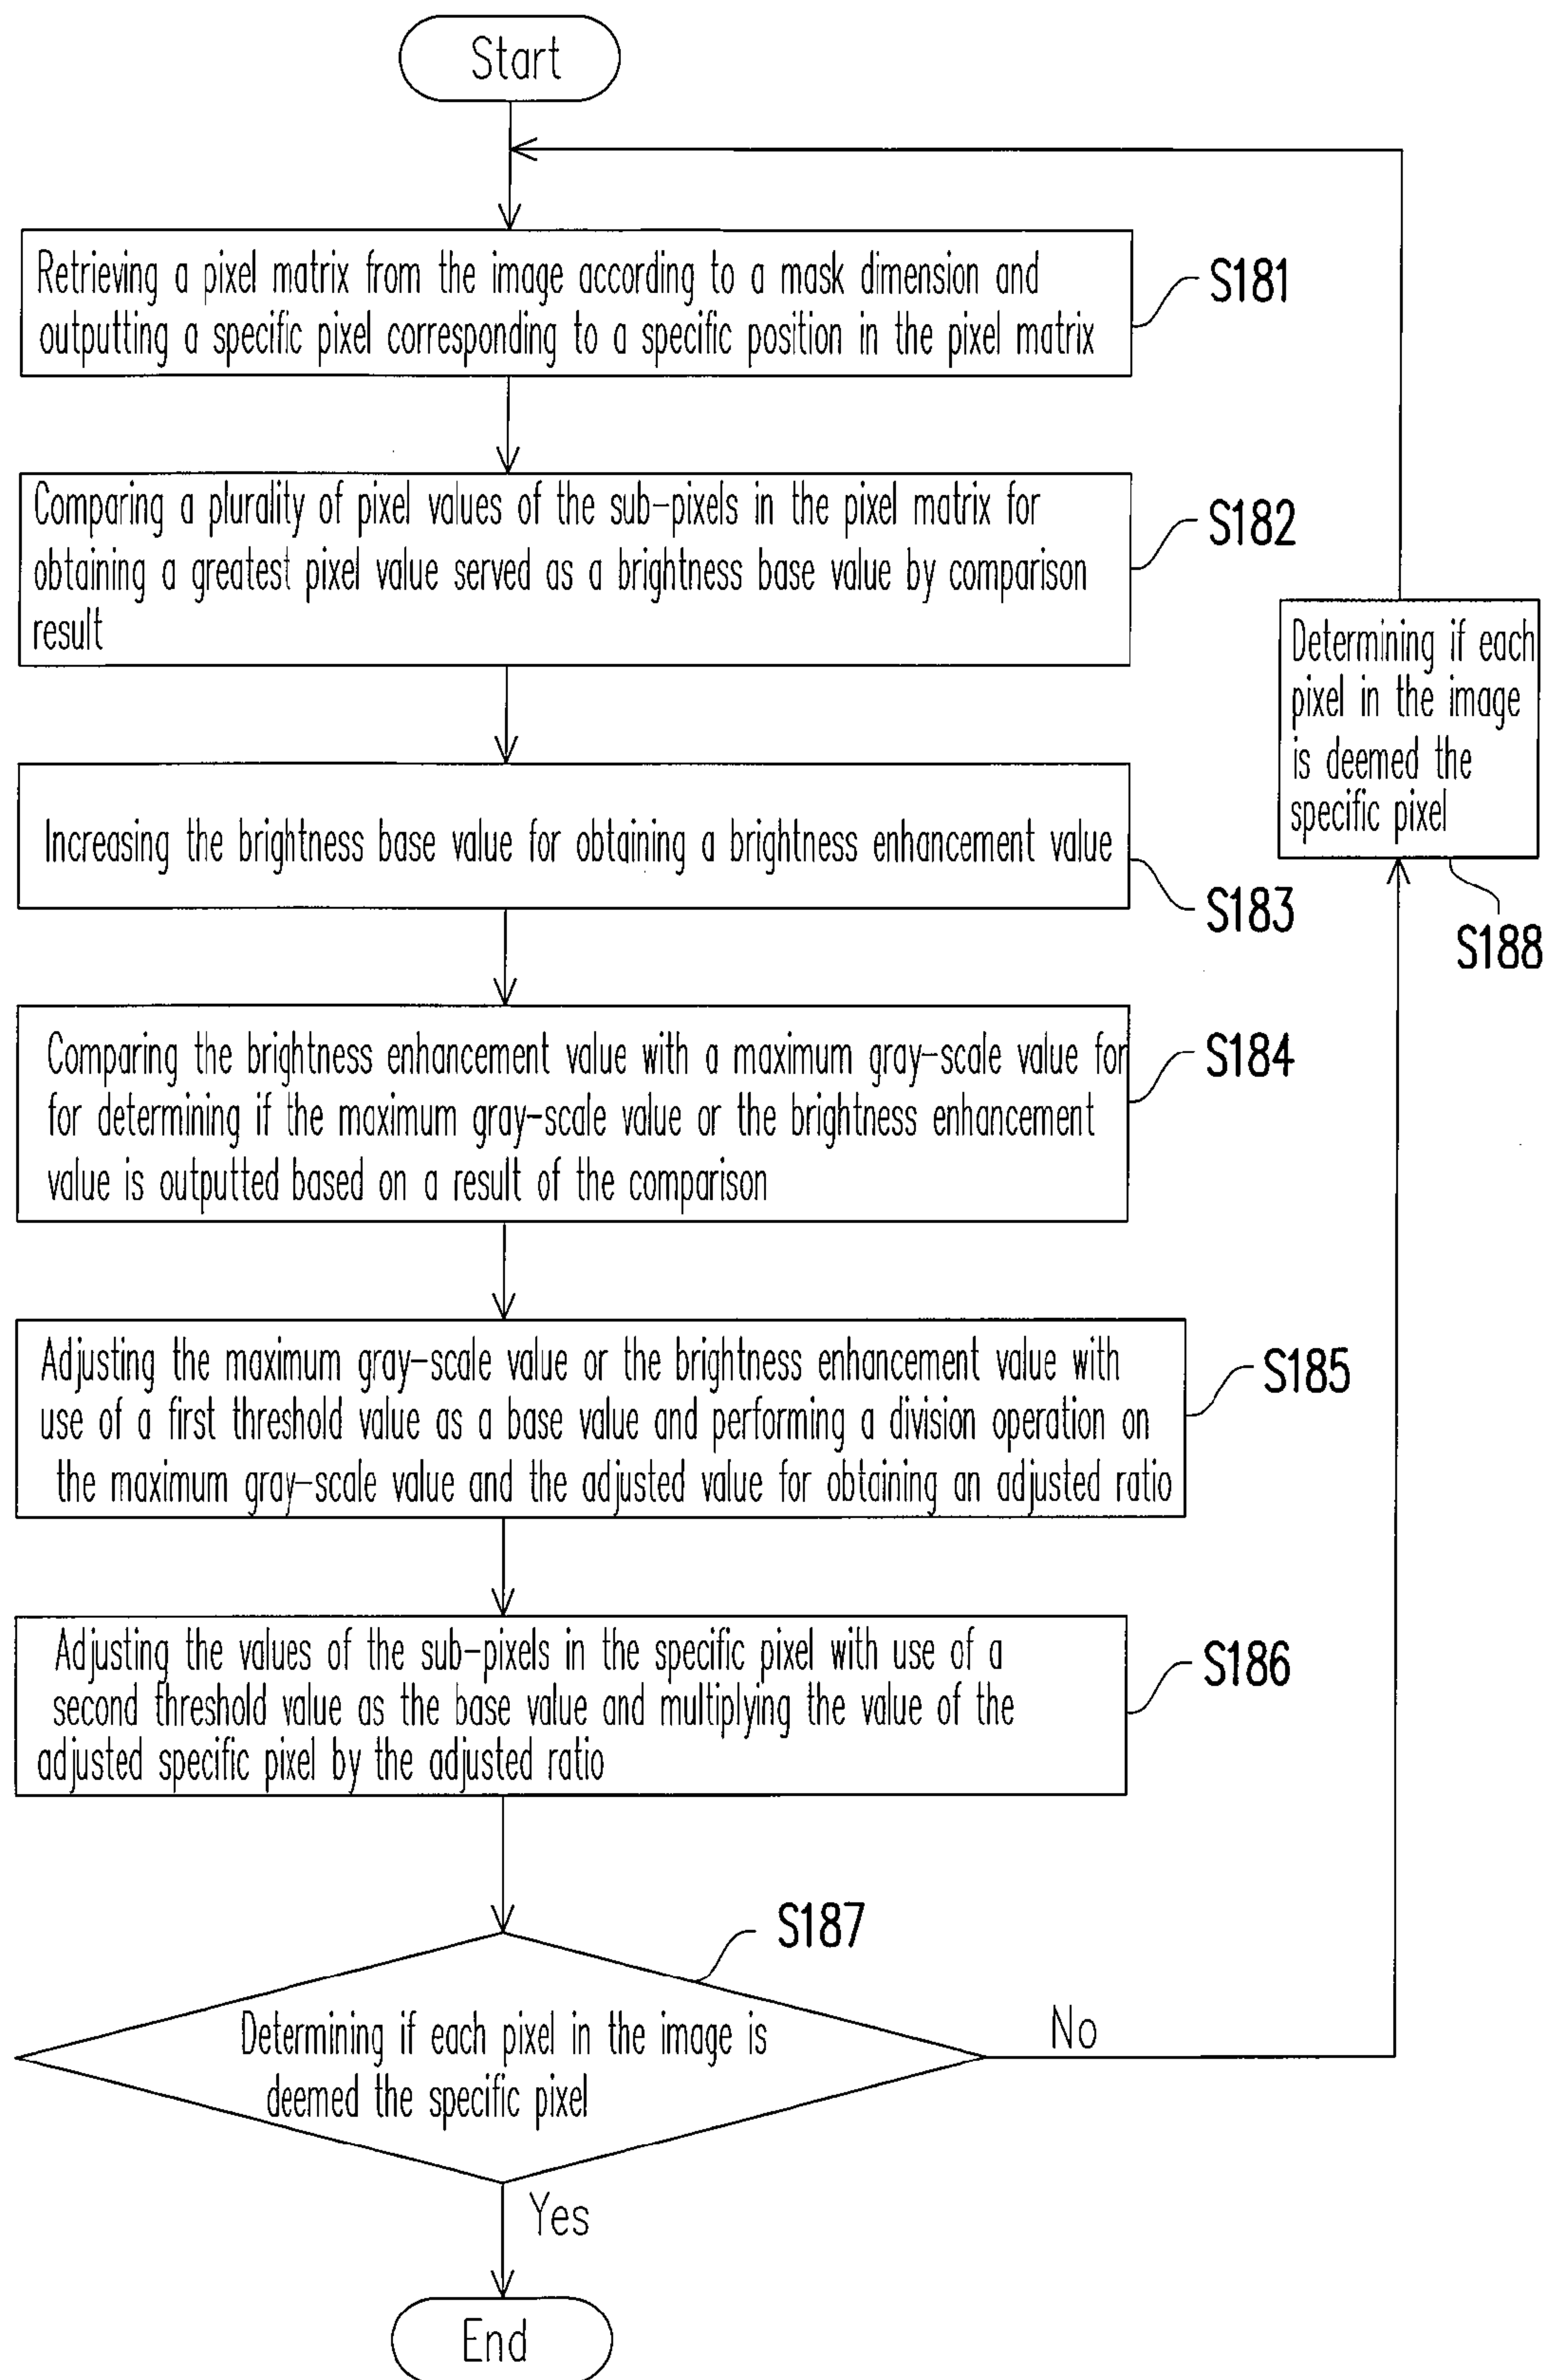 Start
Retrieving a pixel matrix from the image according to a mask dimension and
outputting a specific pixel corresponding to a specific position in the pixel matrix
S181
Comparing a plurality of pixel values of the sub-pixels in the pixel matrix for
obtaining a greatest pixel value served as a brightness base value by comparison
result
S182
Increasing the brightness base value for obtaining a brightness enhancement value
S183
Comparing the brightness enhancement value with a maximum gray-scale value for
for determining if the maximum gray-scale value or the brightness enhancement
value is outputted based on a result of the comparison
S184
Adjusting the maximum gray-scale value or the brightness enhancement value with
use of a first threshold value as a base value and performing a division operation on
the maximum gray-scale value and the adjusted value for obtaining an adjusted ratio
S185
Adjusting the values of the sub-pixels in the specific pixel with use of a
second threshold value as the base value and multiplying the value of the
adjusted specific pixel by the adjusted ratio
S186
S187
Determining if each pixel in the image is
deemed the specific pixel
No
Determining if each
pixel in the image
is deemed the
specific pixel
S188
Yes
End